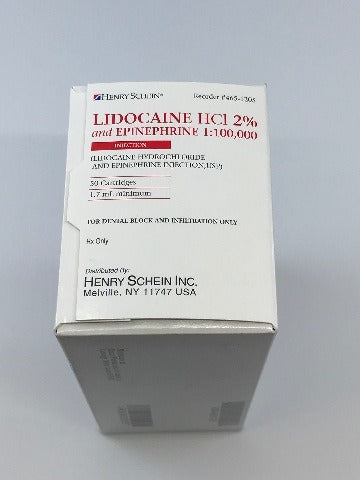 HENRY SCHEIN®
Reorder
LIDOCAINE HCl 2%
and EPINEPHRINE 1:100,000
INJECTION
(LIDOCAINE HYDROCHLORIDE
AND EPINEPHRINE INJECTION, USP)
50 Cartridges
1.7 mL minimum
FOR DENTAL BLOCK AND INFILTRATION ONLY
Rx Only
Distributed by:
HENRY SCHEIN INC.
Melville, NY 11747 USA